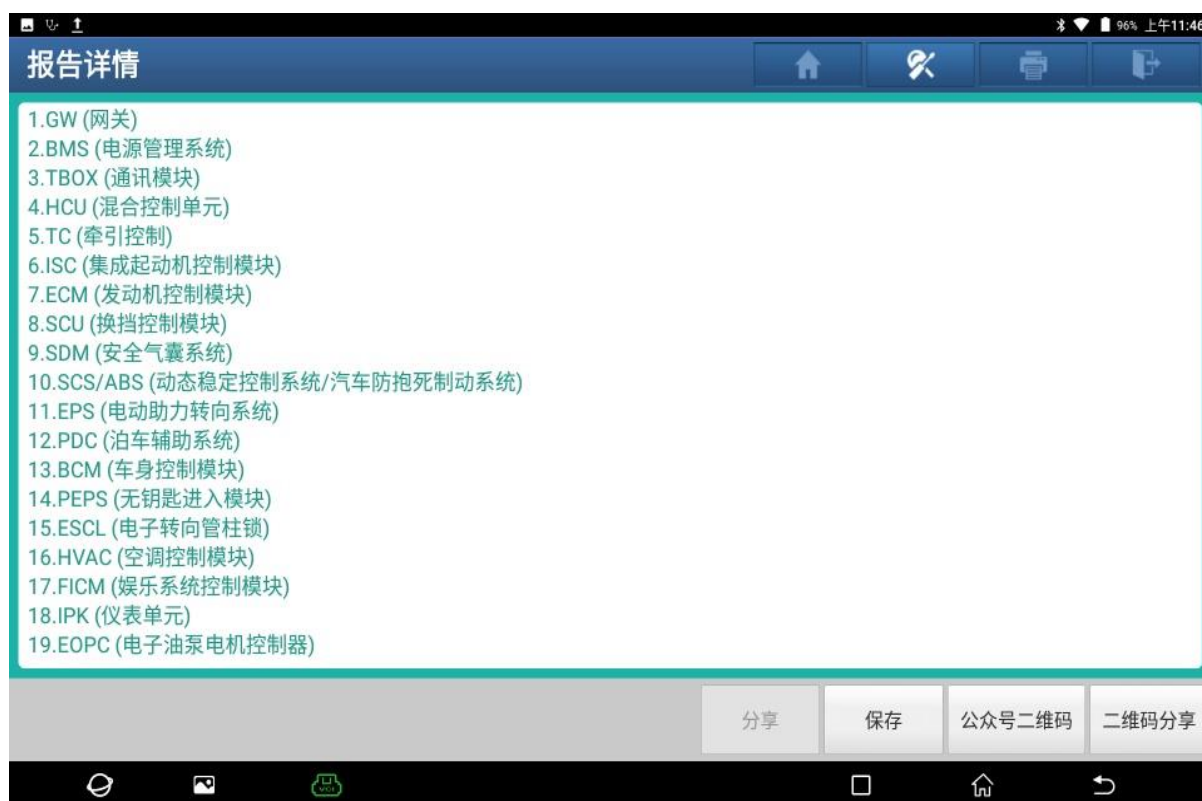 96% 上午11:46
报告详情
1.GW (网关)
2.BMS (电源管理系统)
3.TBOX (通讯模块)
4.HCU (混合控制单元)
5.TC (牵引控制)
6.ISC (集成起动机控制模块)
7.ECM (发动机控制模块)
8.SCU (换挡控制模块)
9.SDM (安全气囊系统)
10.SCS/ABS (动态稳定控制系统/汽车防抱死制动系统)
11.EPS (电动助力转向系统)
12.PDC (泊车辅助系统)
13.BCM (车身控制模块)
14.PEPS (无钥匙进入模块)
15.ESCL (电子转向管柱锁)
16.HVAC (空调控制模块)
17.FICM (娱乐系统控制模块)
18.IPK (仪表单元)
19.EOPC (电子油泵电机控制器)
分享 保存 公众号二维码 二维码分享
VCI